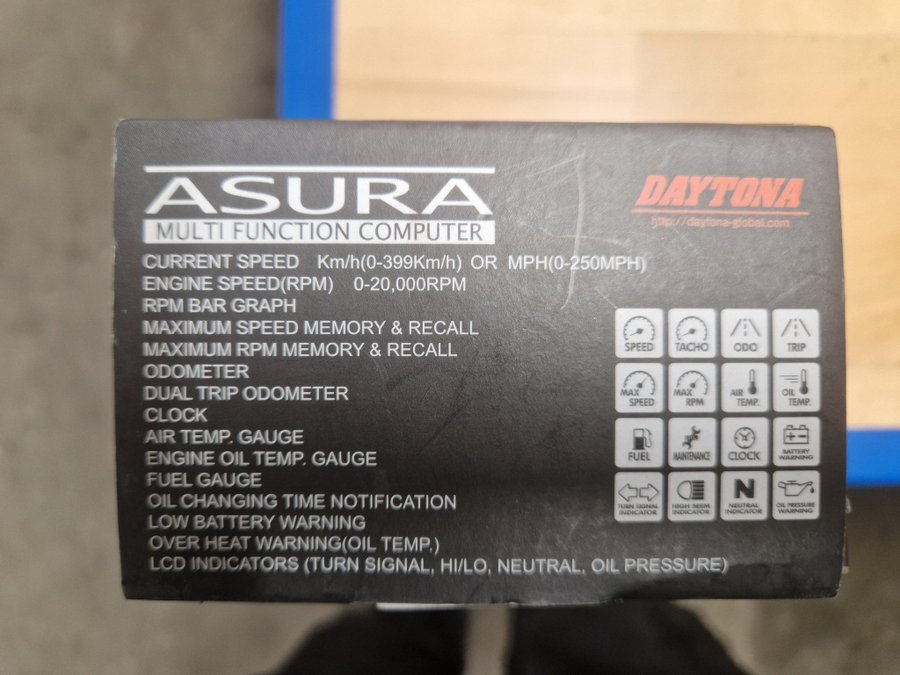 ASURA
MULTI FUNCTION COMPUTER
DAYTONA
http://daytona-global.com
CURRENT SPEED Km/h(0-399Km/h) OR MPH(0-250MPH)
ENGINE SPEED(RPM) 0-20,000RPM
RPM BAR GRAPH
MAXIMUM SPEED MEMORY & RECALL
MAXIMUM RPM MEMORY & RECALL
ODOMETER
DUAL TRIP ODOMETER
CLOCK
AIR TEMP. GAUGE
ENGINE OIL TEMP. GAUGE
FUEL GAUGE
OIL CHANGING TIME NOTIFICATION
LOW BATTERY WARNING
OVER HEAT WARNING(OIL TEMP.)
LCD INDICATORS (TURN SIGNAL, HI/LO, NEUTRAL, OIL PRESSURE)
SPEED
TACHO
ODO
TRIP
MAX
SPEED
MAX
RPM
AIR
TEMP.
OIL
TEMP.
FUEL
MAINTENANCE
CLOCK
BATTERY
WARNING
TURN SIGNAL
INDICATOR
HIGH BEEM
INDICATOR
N
NEUTRAL
INDICATOR
OIL PRESSURE
WARNING